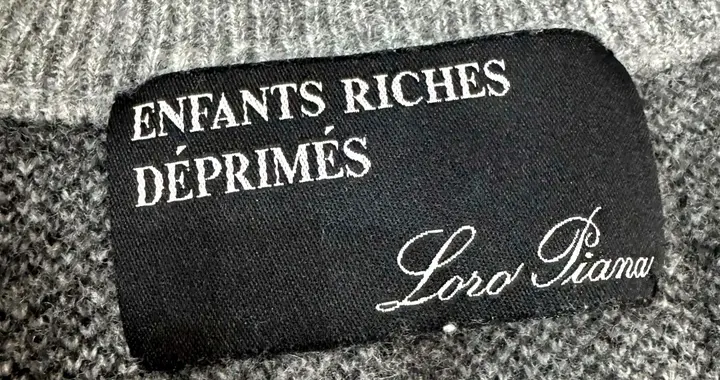 ENFANTS RICHES
DÉPRIMÉS
Loro Piana